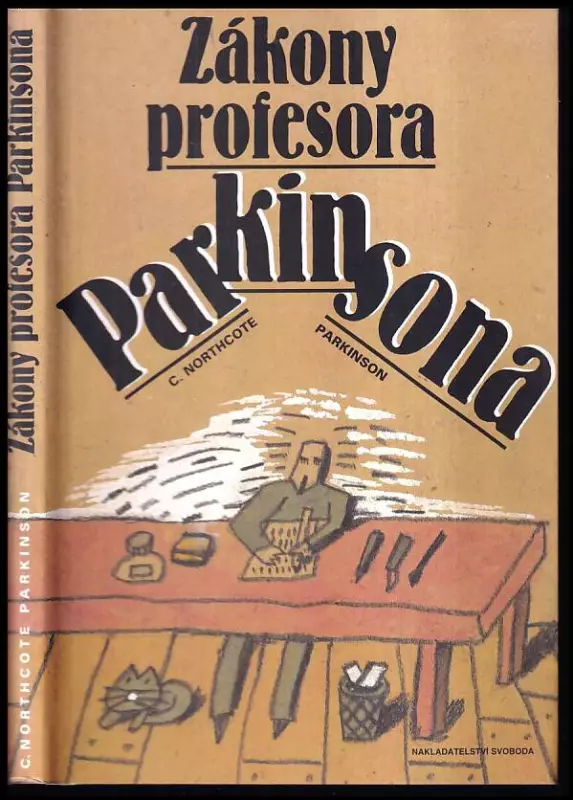 Zákony
profesora
Parkinsona
C. NORTHCOTE
PARKINSON
NAKLADATELSTVÍ SVOBODA
C. NORTHCOTE PARKINSON Zákony profesora Parkinsona